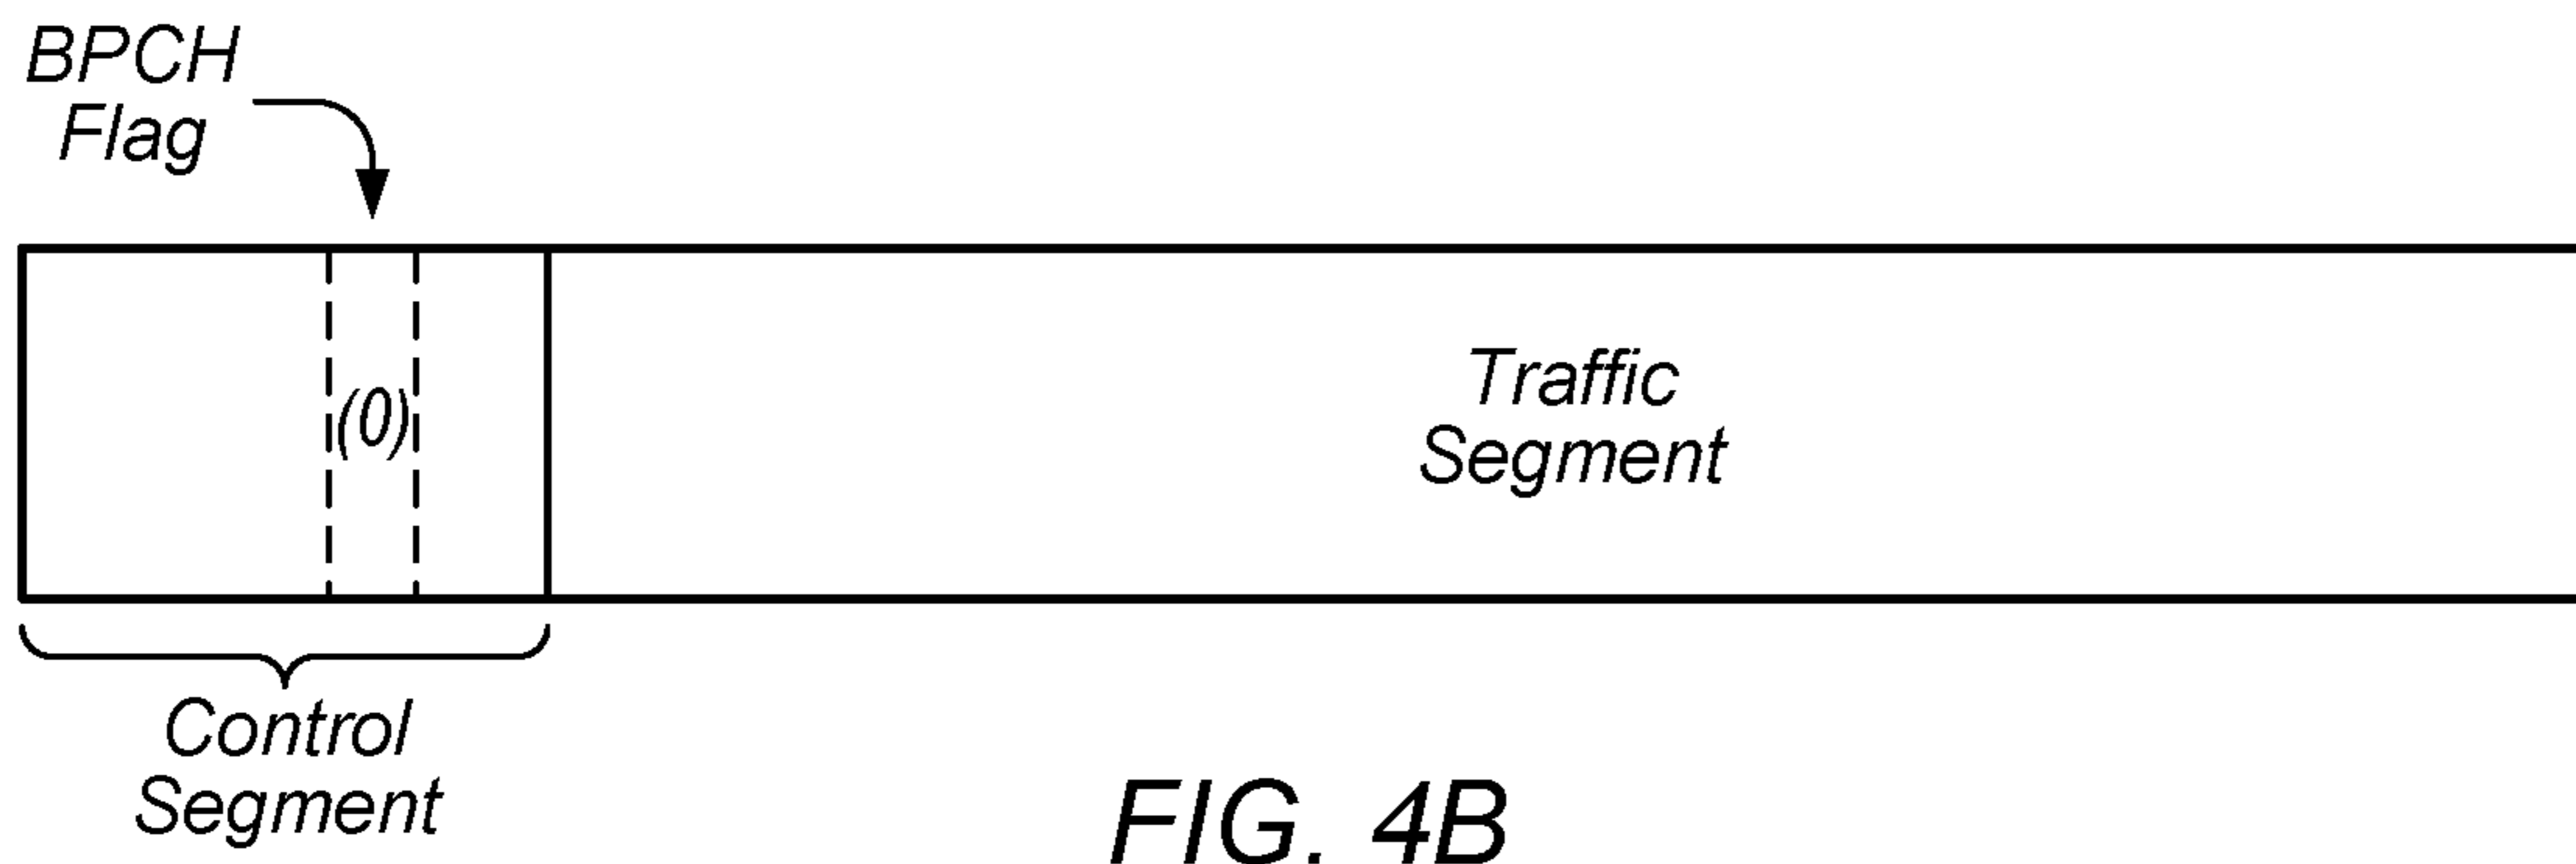 BPCH
Flag
(0)
Traffic
Segment
Control
Segment
FIG. 4B